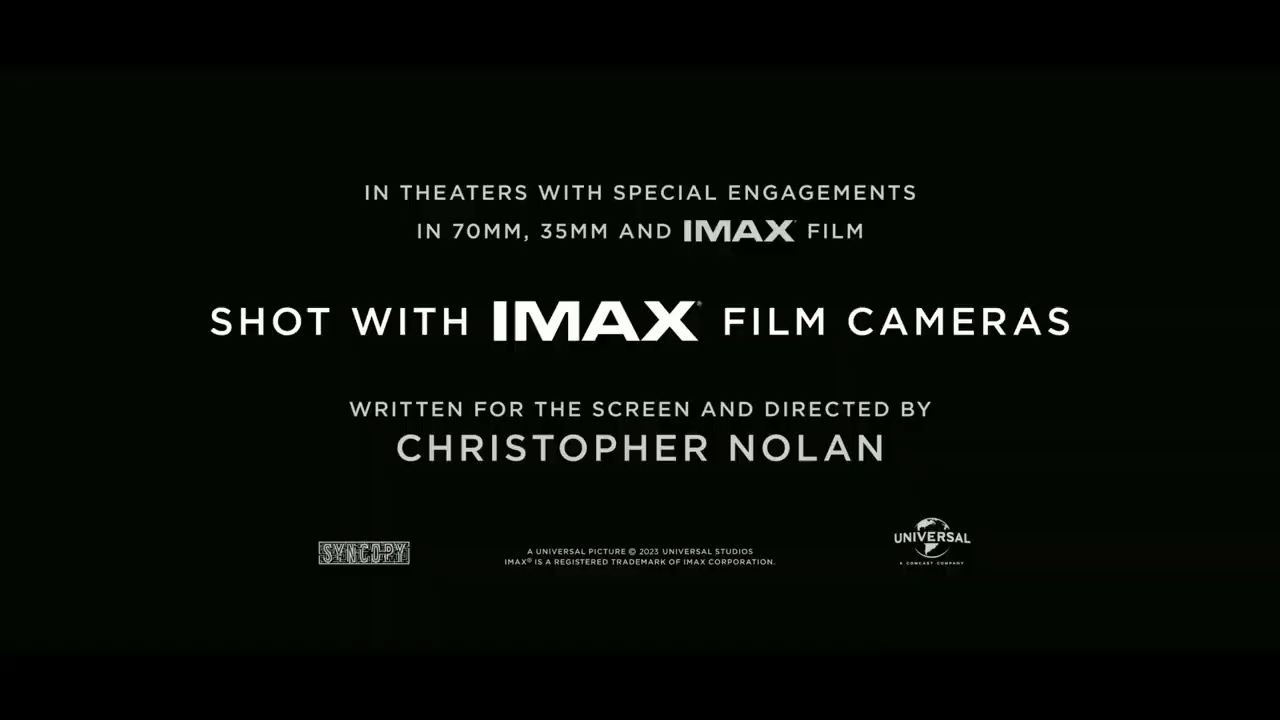 IN THEATERS WITH SPECIAL ENGAGEMENTS
IN 70MM, 35MM AND IMAX® FILM
SHOT WITH IMAX® FILM CAMERAS
WRITTEN FOR THE SCREEN AND DIRECTED BY
CHRISTOPHER NOLAN
SYNCOPY
A UNIVERSAL PICTURE © 2023 UNIVERSAL STUDIOS
IMAX® IS A REGISTERED TRADEMARK OF IMAX CORPORATION.
UNIVERSAL
A COMCAST COMPANY